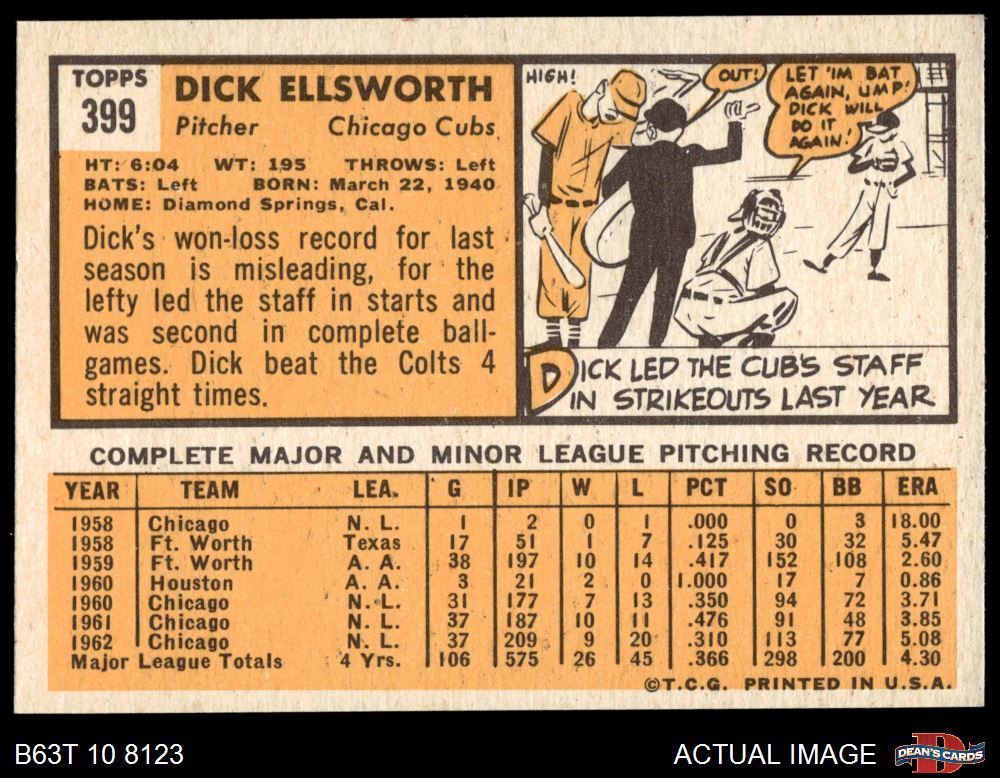 TOPPS
399
DICK ELLSWORTH
Pitcher Chicago Cubs
HT: 6:04 WT: 195 THROWS: Left
BATS: Left BORN: March 22, 1940
HOME: Diamond Springs, Cal.
Dick's won-loss record for last
season is misleading, for the
lefty led the staff in starts and
was second in complete ball-
games. Dick beat the Colts 4
straight times.
HIGH!
OUT!
LET 'IM BAT
AGAIN, UMP!
DICK WILL
DO IT
AGAIN!
DICK LED THE CUB'S STAFF
IN STRIKEOUTS LAST YEAR
COMPLETE MAJOR AND MINOR LEAGUE PITCHING RECORD
YEAR TEAM LEA. G IP W L PCT SO BB ERA
1958 Chicago N. L. 1 2 0 1 .000 0 3 18.00
1958 Ft. Worth Texas 17 51 1 7 .125 30 32 5.47
1959 Ft. Worth A. A. 38 197 10 14 .417 152 108 2.60
1960 Houston A. A. 3 21 2 0 1.000 17 7 0.86
1960 Chicago N. L. 31 177 7 13 .350 94 72 3.71
1961 Chicago N. L. 37 187 10 11 .476 91 48 3.85
1962 Chicago N. L. 37 209 9 20 .310 113 77 5.08
Major League Totals 4 Yrs. 106 575 26 45 .366 298 200 4.30
©T.C.G. PRINTED IN U.S.A.
B63T 10 8123 ACTUAL IMAGE
DEAN'S CARDS